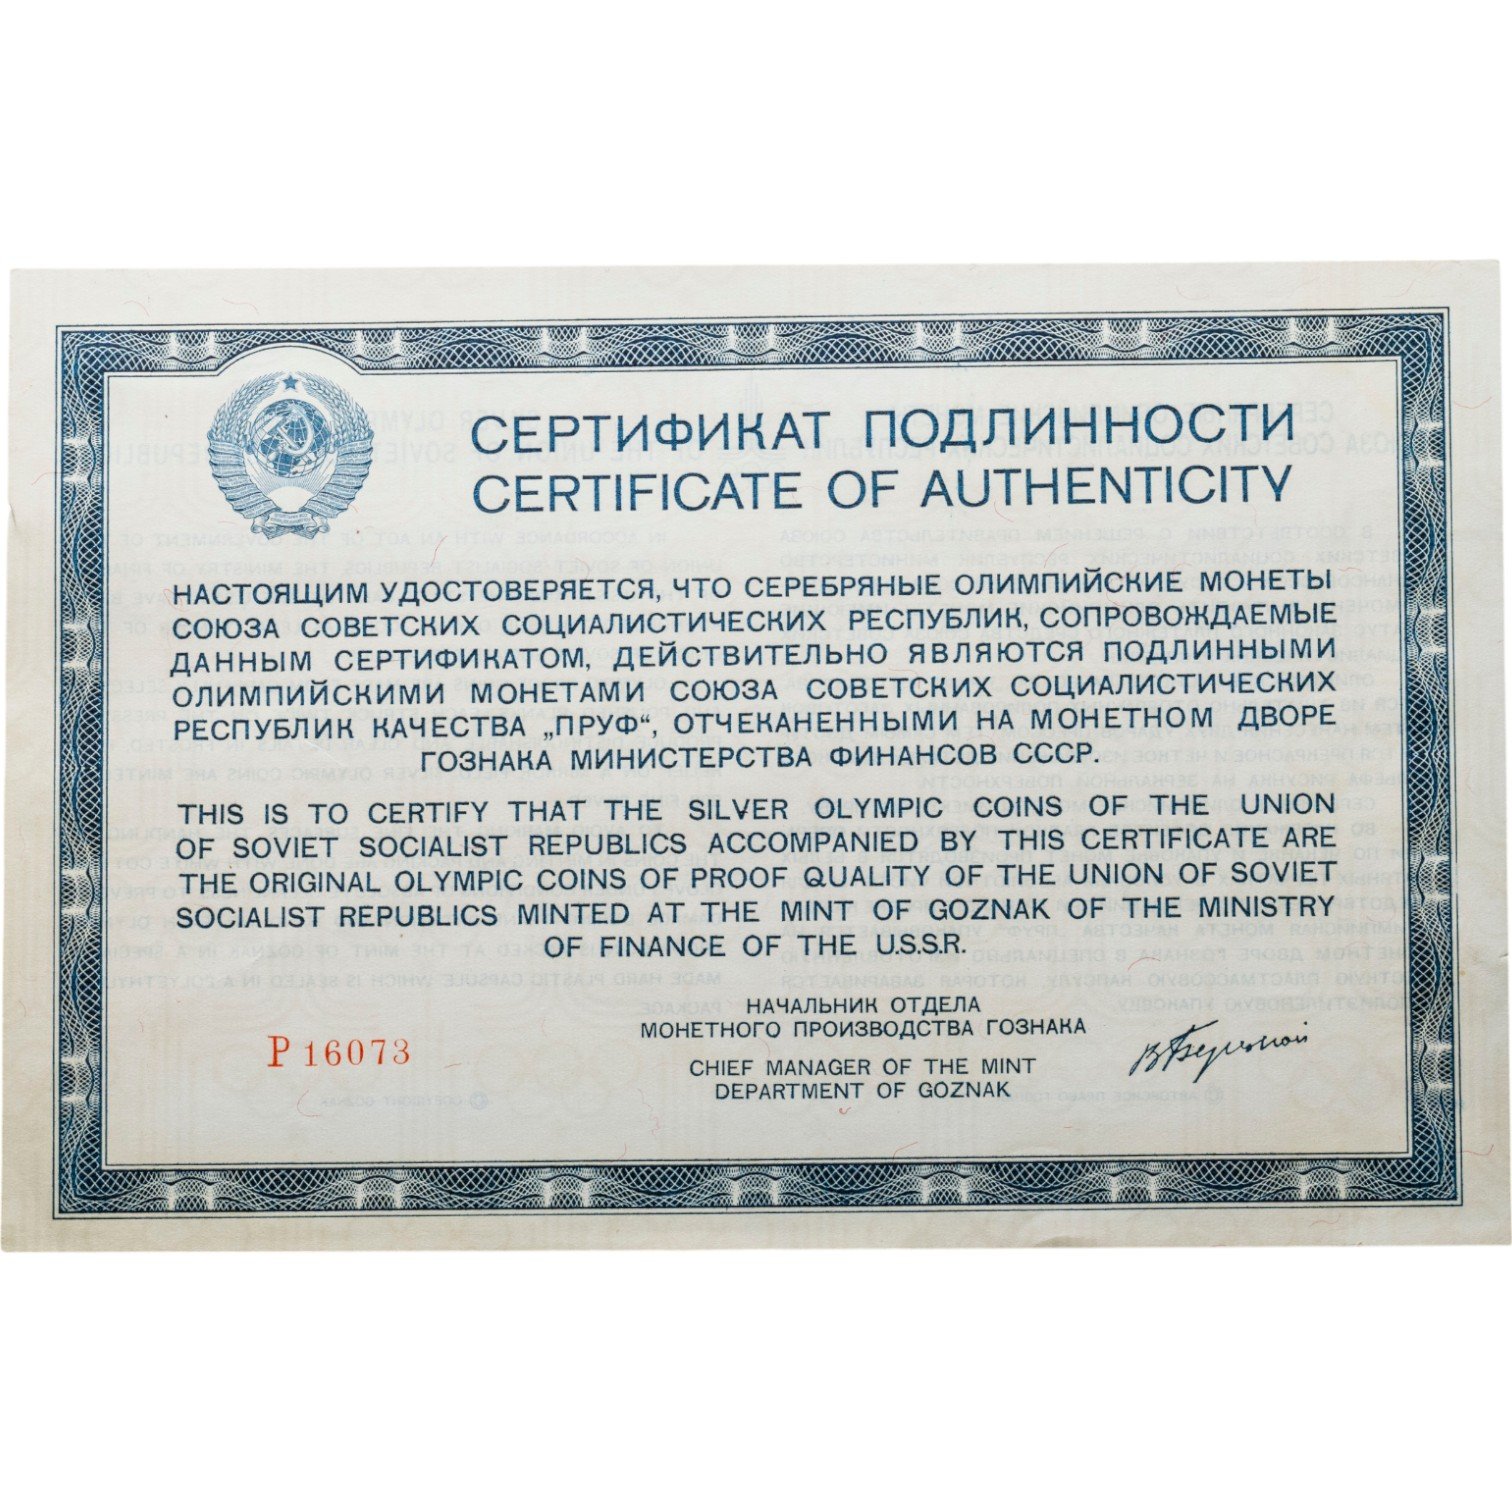 СЕРТИФИКАТ ПОДЛИННОСТИ
CERTIFICATE OF AUTHENTICITY
НАСТОЯЩИМ УДОСТОВЕРЯЕТСЯ, ЧТО СЕРЕБРЯНЫЕ ОЛИМПИЙСКИЕ МОНЕТЫ
СОЮЗА СОВЕТСКИХ СОЦИАЛИСТИЧЕСКИХ РЕСПУБЛИК, СОПРОВОЖДАЕМЫЕ
ДАННЫМ СЕРТИФИКАТОМ, ДЕЙСТВИТЕЛЬНО ЯВЛЯЮТСЯ ПОДЛИННЫМИ
ОЛИМПИЙСКИМИ МОНЕТАМИ СОЮЗА СОВЕТСКИХ СОЦИАЛИСТИЧЕСКИХ
РЕСПУБЛИК КАЧЕСТВА „ПРУФ“, ОТЧЕКАНЕННЫМИ НА МОНЕТНОМ ДВОРЕ
ГОЗНАКА МИНИСТЕРСТВА ФИНАНСОВ СССР.
THIS IS TO CERTIFY THAT THE SILVER OLYMPIC COINS OF THE UNION
OF SOVIET SOCIALIST REPUBLICS ACCOMPANIED BY THIS CERTIFICATE ARE
THE ORIGINAL OLYMPIC COINS OF PROOF QUALITY OF THE UNION OF SOVIET
SOCIALIST REPUBLICS MINTED AT THE MINT OF GOZNAK OF THE MINISTRY
OF FINANCE OF THE U.S.S.R.
НАЧАЛЬНИК ОТДЕЛА
МОНЕТНОГО ПРОИЗВОДСТВА ГОЗНАКА
P 16073
CHIEF MANAGER OF THE MINT
DEPARTMENT OF GOZNAK